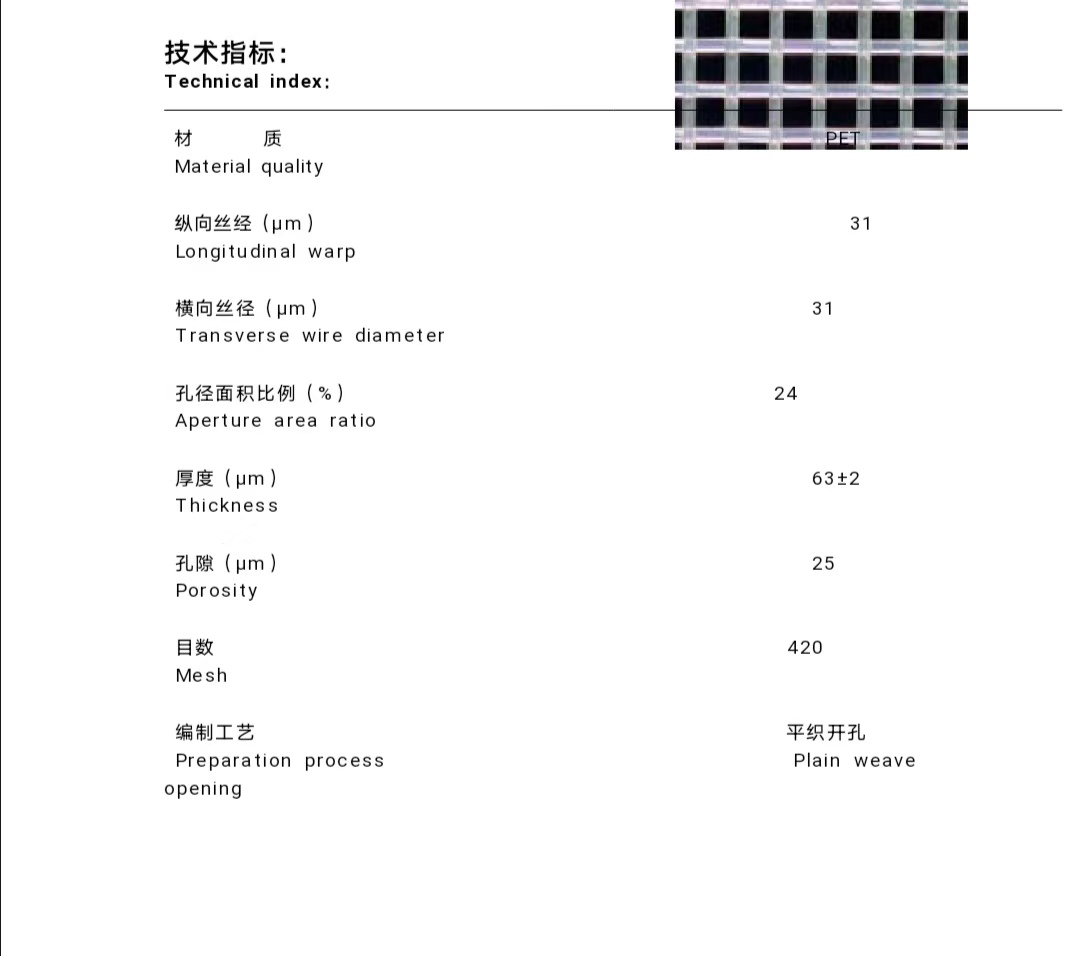 技术指标：
Technical index:
材 质 PET
Material quality
纵向丝经（μm） 31
Longitudinal warp
横向丝径（μm） 31
Transverse wire diameter
孔径面积比例（%） 24
Aperture area ratio
厚度（μm） 63±2
Thickness
孔隙（μm） 25
Porosity
目数 420
Mesh
编制工艺 平织开孔
Preparation process Plain weave
opening